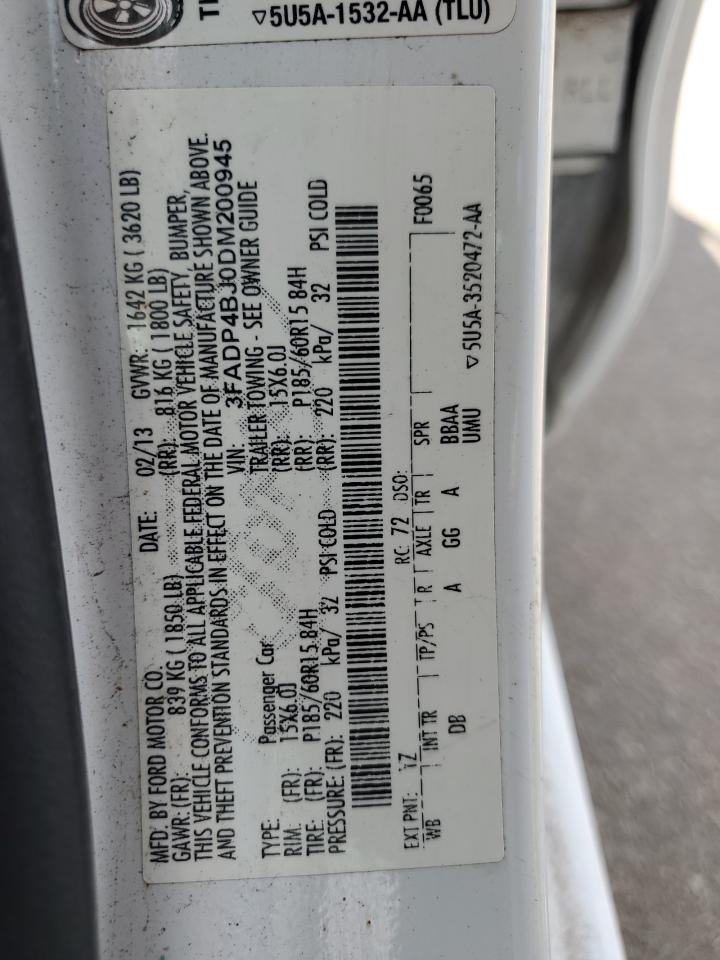 5U5A-1532-AA (TLU)
MFD. BY FORD MOTOR CO. DATE: 02/13 GVWR: 1642 KG ( 3620 LB)
GAWR: (FR): 839 KG ( 1850 LB) (RR): 816 KG ( 1800 LB)
THIS VEHICLE CONFORMS TO ALL APPLICABLE FEDERAL MOTOR VEHICLE SAFETY, BUMPER,
AND THEFT PREVENTION STANDARDS IN EFFECT ON THE DATE OF MANUFACTURE SHOWN ABOVE.
VIN: 3FADP4BJ0DM200945
TYPE: Passenger Car TRAILER TOWING - SEE OWNER GUIDE
RIM: (FR): 15X6.0J (RR): 15X6.0J
TIRE: (FR): P185/60R15 84H (RR): P185/60R15 84H
PRESSURE: (FR): 220 kPa/ 32 PSI COLD (RR): 220 kPa/ 32 PSI COLD
EXT PNT: YZ RC: 72 DSO: F0065
WB INT TR TP/PS R AXLE TR SPR
DB A GG A BBAA
UMU
5U5A-3520472-AA